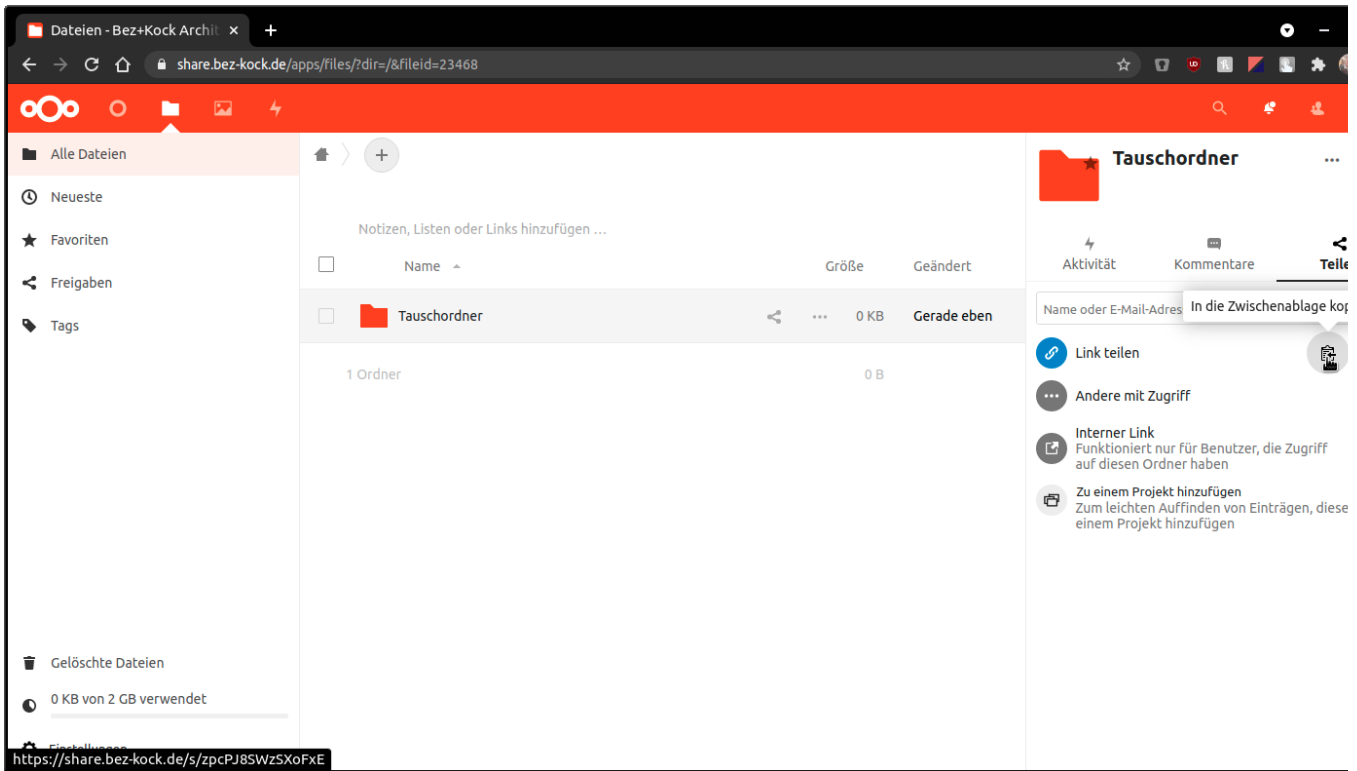 Dateien - Bez+Kock Archit
share.bez-kock.de/apps/files/?dir=/&fileid=23468
Alle Dateien
Neueste
Favoriten
Freigaben
Tags
Notizen, Listen oder Links hinzufügen ...
Name Größe Geändert
Tauschordner 0 KB Gerade eben
1 Ordner 0 B
Tauschordner
Aktivität Kommentare Teile
Name oder E-Mail-Adres
In die Zwischenablage kop
Link teilen
Andere mit Zugriff
Interner Link
Funktioniert nur für Benutzer, die Zugriff
auf diesen Ordner haben
Zu einem Projekt hinzufügen
Zum leichten Auffinden von Einträgen, diese
einem Projekt hinzufügen
Gelöschte Dateien
0 KB von 2 GB verwendet
Einstellungen
https://share.bez-kock.de/s/zpcPJ8SWzSXoFxE